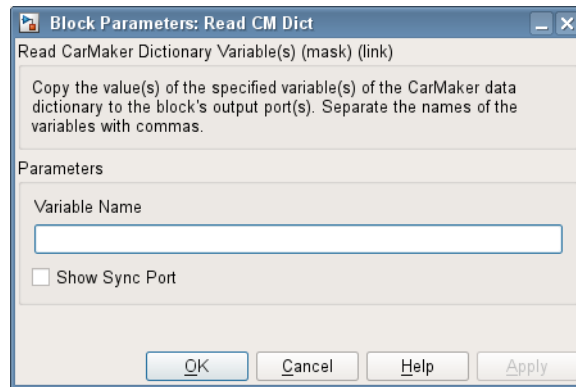 Block Parameters: Read CM Dict
Read CarMaker Dictionary Variable(s) (mask) (link)
Copy the value(s) of the specified variable(s) of the CarMaker data
dictionary to the block's output port(s). Separate the names of the
variables with commas.
Parameters
Variable Name
Show Sync Port
OK Cancel Help Apply